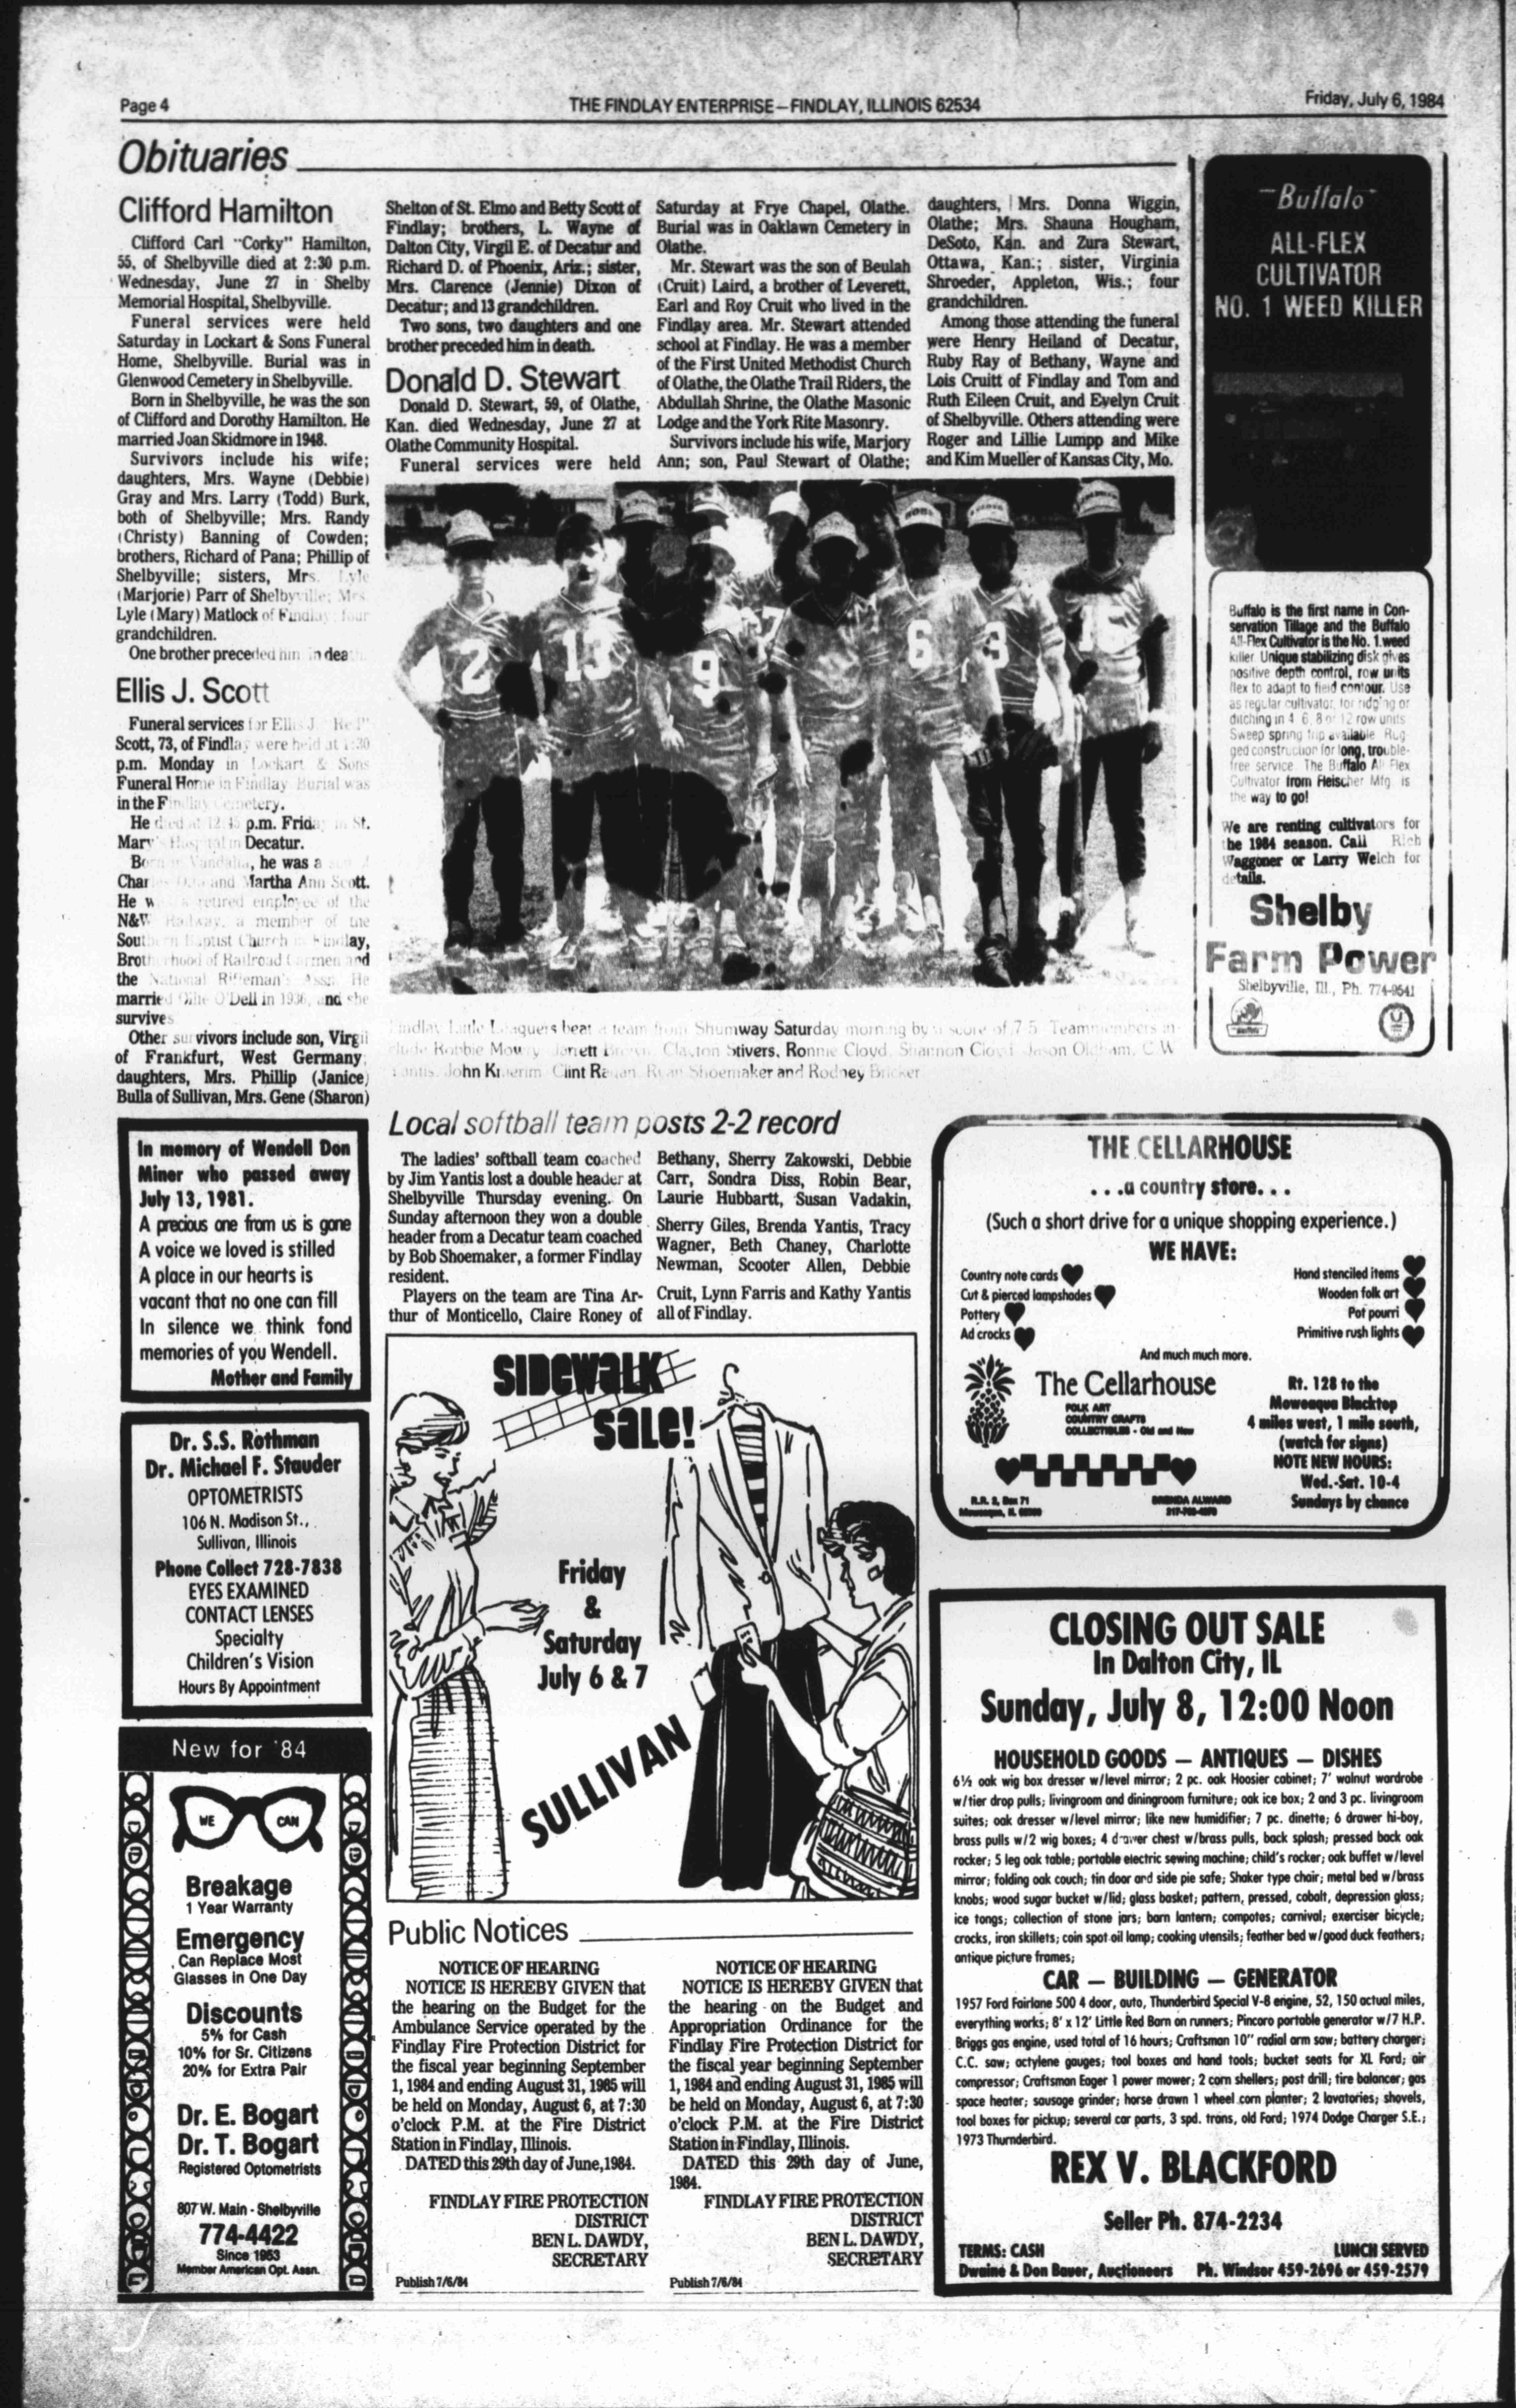 Page 4
THE FINDLAY ENTERPRISE—FINDLAY, ILLINOIS 62534
Friday, July 6, 1984
Obituaries
Clifford Hamilton
Clifford Carl "Corky" Hamilton,
55, of Shelbyville died at 2:30 p.m.
Wednesday, June 27 in Shelby
Memorial Hospital, Shelbyville.
Funeral services were held
Saturday in Lockart & Sons Funeral
Home, Shelbyville. Burial was in
Glenwood Cemetery in Shelbyville.
Born in Shelbyville, he was the son
of Clifford and Dorothy Hamilton. He
married Joan Skidmore in 1948.
Survivors include his wife;
daughters, Mrs. Wayne (Debbie)
Gray and Mrs. Larry (Todd) Burk,
both of Shelbyville; Mrs. Randy
(Christy) Banning of Cowden;
brothers, Richard of Pana; Phillip of
Shelbyville; sisters, Mrs. Lyle
(Marjorie) Parr of Shelbyville; Mrs.
Lyle (Mary) Matlock of Findlay; four
grandchildren.
One brother preceded him in death.
Ellis J. Scott
Funeral services for Ellis J.
Scott, 73, of Findlay were held at 1:30
p.m. Monday in Lockart & Sons
Funeral Home in Findlay. Burial was
in the Findlay Cemetery.
He died at 12:45 p.m. Friday in St.
Mary's Hospital in Decatur.
Born in Vandalia, he was a
and Martha Ann Scott.
He retired employee of the
N&W Railway, a member of the
Southern Baptist Church in Findlay,
Brotherhood of Railroad Carmen and
the National Rifleman's Assn. He
married O'Dell in 1936, and she
survives.
Other survivors include son, Virgil
of Frankfurt, West Germany;
daughters, Mrs. Phillip (Janice)
Bulla of Sullivan, Mrs. Gene (Sharon)
Shelton of St. Elmo and Betty Scott of
Findlay; brothers, L. Wayne of
Dalton City, Virgil E. of Decatur and
Richard D. of Phoenix, Ariz.; sister,
Mrs. Clarence (Jennie) Dixon of
Decatur; and 13 grandchildren.
Two sons, two daughters and one
brother preceded him in death.
Donald D. Stewart
Donald D. Stewart, 59, of Olathe,
Kan. died Wednesday, June 27 at
Olathe Community Hospital.
Funeral services were held
Saturday at Frye Chapel, Olathe.
Burial was in Oaklawn Cemetery in
Olathe.
Mr. Stewart was the son of Beulah
(Cruit) Laird, a brother of Leverett,
Earl and Roy Cruit who lived in the
Findlay area. Mr. Stewart attended
school at Findlay. He was a member
of the First United Methodist Church
of Olathe, the Olathe Trail Riders, the
Abdullah Shrine, the Olathe Masonic
Lodge and the York Rite Masonry.
Survivors include his wife, Marjory
Ann; son, Paul Stewart of Olathe;
daughters, Mrs. Donna Wiggin,
Olathe; Mrs. Shauna Hougham,
DeSoto, Kan. and Zura Stewart,
Ottawa, Kan.; sister, Virginia
Shroeder, Appleton, Wis.; four
grandchildren.
Among those attending the funeral
were Henry Heiland of Decatur,
Ruby Ray of Bethany, Wayne and
Lois Cruitt of Findlay and Tom and
Ruth Eileen Cruit, and Evelyn Cruit
of Shelbyville. Others attending were
Roger and Lillie Lumpp and Mike
and Kim Mueller of Kansas City, Mo.
2
13
9
6
Findlay Little Leaguers beat a team from Shumway Saturday morning by a score of 7-5. Team members in-
clude Robbie Mowry, Jarrett Brown, Clayton Stivers, Ronnie Cloyd, Shannon Cloyd, Jason Oldham, C.W.
Yantis, John Clint Ragan, Ryan Shoemaker and Rodney Bricker
Buffalo
ALL-FLEX
CULTIVATOR
NO. 1 WEED KILLER
Buffalo is the first name in Con-
servation Tillage and the Buffalo
All-Flex Cultivator is the No. 1 weed
killer. Unique stabilizing disk gives
positive depth control, row units
flex to adapt to field contour. Use
as regular cultivator, for ridging or
ditching in 4, 6, 8 or 12 row units.
Sweep spring trip available. Rug-
ged construction for long, trouble-
free service. The Buffalo All-Flex
Cultivator from Fleischer Mfg. is
the way to go!
We are renting cultivators for
the 1984 season. Call Rich
Waggoner or Larry Welch for
details.
Shelby
Farm Power
Shelbyville, Ill., Ph. 774-9541
Local softball team posts 2-2 record
The ladies' softball team coached
by Jim Yantis lost a double header at
Shelbyville Thursday evening. On
Sunday afternoon they won a double
header from a Decatur team coached
by Bob Shoemaker, a former Findlay
resident.
Players on the team are Tina Ar-
thur of Monticello, Claire Roney of
Bethany, Sherry Zakowski, Debbie
Carr, Sondra Diss, Robin Bear,
Laurie Hubbartt, Susan Vadakin,
Sherry Giles, Brenda Yantis, Tracy
Wagner, Beth Chaney, Charlotte
Newman, Scooter Allen, Debbie
Cruit, Lynn Farris and Kathy Yantis
all of Findlay.
In memory of Wendell Don
Miner who passed away
July 13, 1981.
A precious one from us is gone
A voice we loved is stilled
A place in our hearts is
vacant that no one can fill
In silence we think fond
memories of you Wendell.
Mother and Family
Dr. S.S. Rothman
Dr. Michael F. Stauder
OPTOMETRISTS
106 N. Madison St.,
Sullivan, Illinois
Phone Collect 728-7838
EYES EXAMINED
CONTACT LENSES
Specialty
Children's Vision
Hours By Appointment
New for '84
WE CAN
Breakage
1 Year Warranty
Emergency
Can Replace Most
Glasses in One Day
Discounts
5% for Cash
10% for Sr. Citizens
20% for Extra Pair
Dr. E. Bogart
Dr. T. Bogart
Registered Optometrists
807 W. Main - Shelbyville
774-4422
Since 1953
Member American Opt. Assn.
SIDEWALK
SALE!
Friday
&
Saturday
July 6 & 7
SULLIVAN
Public Notices
NOTICE OF HEARING
NOTICE IS HEREBY GIVEN that
the hearing on the Budget for the
Ambulance Service operated by the
Findlay Fire Protection District for
the fiscal year beginning September
1, 1984 and ending August 31, 1985 will
be held on Monday, August 6, at 7:30
o'clock P.M. at the Fire District
Station in Findlay, Illinois.
DATED this 29th day of June, 1984.
FINDLAY FIRE PROTECTION
DISTRICT
BEN L. DAWDY,
SECRETARY
Publish 7/6/84
NOTICE OF HEARING
NOTICE IS HEREBY GIVEN that
the hearing on the Budget and
Appropriation Ordinance for the
Findlay Fire Protection District for
the fiscal year beginning September
1, 1984 and ending August 31, 1985 will
be held on Monday, August 6, at 7:30
o'clock P.M. at the Fire District
Station in Findlay, Illinois.
DATED this 29th day of June,
1984.
FINDLAY FIRE PROTECTION
DISTRICT
BEN L. DAWDY,
SECRETARY
Publish 7/6/84
THE CELLARHOUSE
. . .a country store. . .
(Such a short drive for a unique shopping experience.)
WE HAVE:
Country note cards
Cut & pierced lampshades
Pottery
Ad crocks
Hand stenciled items
Wooden folk art
Pot pourri
Primitive rush lights
And much much more.
The Cellarhouse
FOLK ART
COUNTRY CRAFTS
COLLECTIBLES - Old and New
R.R. 2, Box 71
Moweaqua, IL
BRENDA ALWARD
Rt. 128 to the
Moweaqua Blacktop
4 miles west, 1 mile south,
(watch for signs)
NOTE NEW HOURS:
Wed.-Sat. 10-4
Sundays by chance
CLOSING OUT SALE
In Dalton City, IL
Sunday, July 8, 12:00 Noon
HOUSEHOLD GOODS — ANTIQUES — DISHES
6½ oak wig box dresser w/level mirror; 2 pc. oak Hoosier cabinet; 7' walnut wardrobe
w/tier drop pulls; livingroom and diningroom furniture; oak ice box; 2 and 3 pc. livingroom
suites; oak dresser w/level mirror; like new humidifier; 7 pc. dinette; 6 drawer hi-boy,
brass pulls w/2 wig boxes; 4 drawer chest w/brass pulls, back splash; pressed back oak
rocker; 5 leg oak table; portable electric sewing machine; child's rocker; oak buffet w/level
mirror; folding oak couch; tin door and side pie safe; Shaker type chair; metal bed w/brass
knobs; wood sugar bucket w/lid; glass basket; pattern, pressed, cobalt, depression glass;
ice tongs; collection of stone jars; barn lantern; compotes; carnival; exerciser bicycle;
crocks, iron skillets; coin spot oil lamp; cooking utensils; feather bed w/good duck feathers;
antique picture frames;
CAR — BUILDING — GENERATOR
1957 Ford Fairlane 500 4 door, auto, Thunderbird Special V-8 engine, 52, 150 actual miles,
everything works; 8' x 12' Little Red Barn on runners; Pincoro portable generator w/7 H.P.
Briggs gas engine, used total of 16 hours; Craftsman 10" radial arm saw; battery charger;
C.C. saw; actylene gauges; tool boxes and hand tools; bucket seats for XL Ford; air
compressor; Craftsman Eager 1 power mower; 2 corn shellers; post drill; tire balancer; gas
space heater; sausage grinder; horse drawn 1 wheel corn planter; 2 lavatories; shovels,
tool boxes for pickup; several car parts, 3 spd. trans, old Ford; 1974 Dodge Charger S.E.;
1973 Thurnderbird.
REX V. BLACKFORD
Seller Ph. 874-2234
TERMS: CASH
LUNCH SERVED
Dwaine & Don Bauer, Auctioneers Ph. Windsor 459-2696 or 459-2579